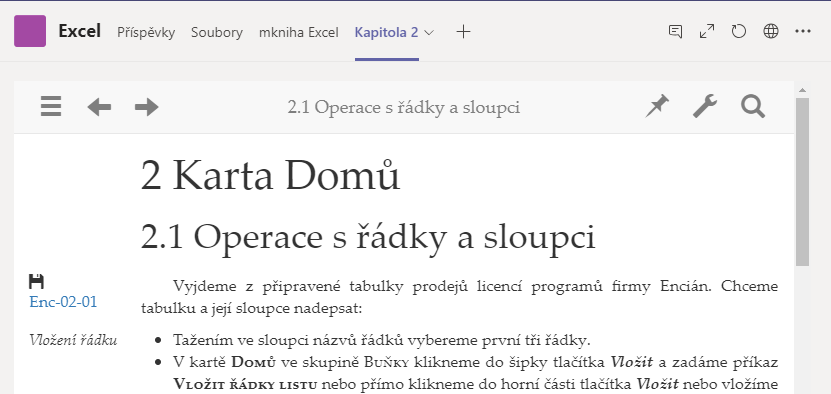 Excel Příspěvky Soubory mkniha Excel Kapitola 2
2.1 Operace s řádky a sloupci
2 Karta Domů
2.1 Operace s řádky a sloupci
Enc-02-01
Vyjdeme z připravené tabulky prodejů licencí programů firmy Encián. Chceme
tabulku a její sloupce nadepsat:
Vložení řádku
• Tažením ve sloupci názvů řádků vybereme první tři řádky.
• V kartě Domů ve skupině Buňky klikneme do šipky tlačítka Vložit a zadáme příkaz
Vložit řádky listu nebo přímo klikneme do horní části tlačítka Vložit nebo vložíme